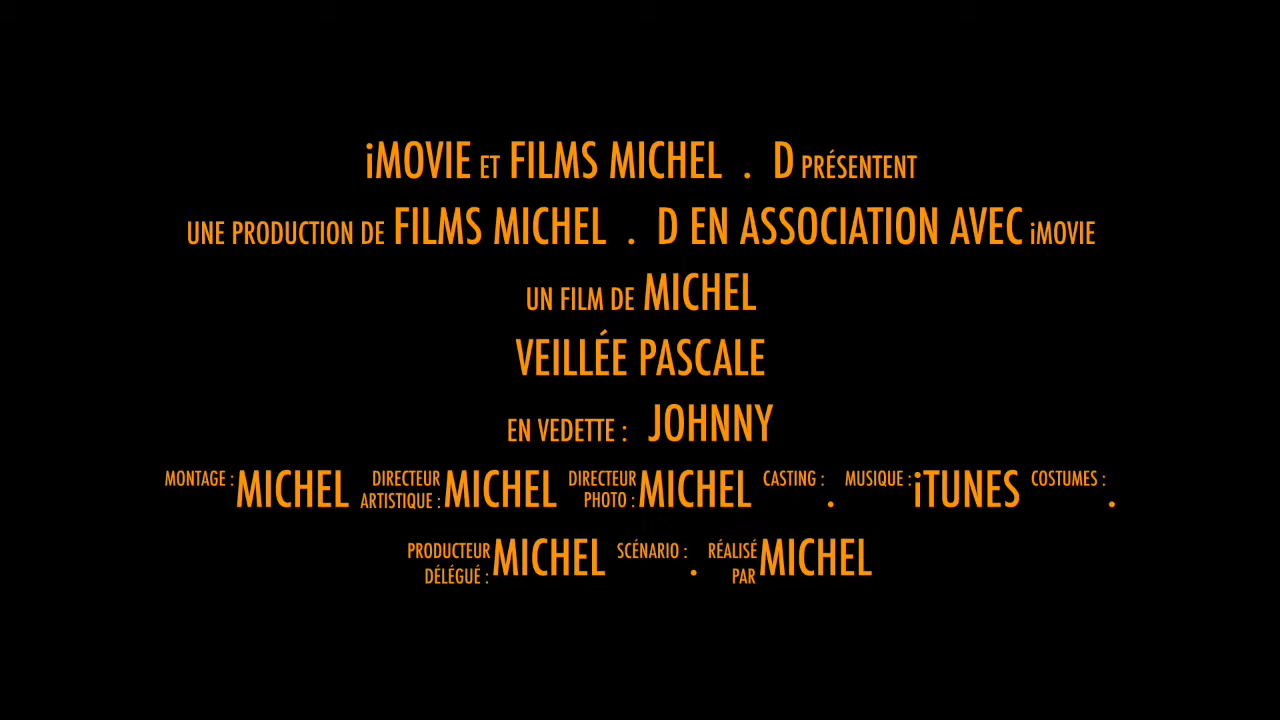 iMOVIE ET FILMS MICHEL . D PRÉSENTENT
UNE PRODUCTION DE FILMS MICHEL . D EN ASSOCIATION AVEC iMOVIE
UN FILM DE MICHEL
VEILLÉE PASCALE
EN VEDETTE : JOHNNY
MONTAGE : MICHEL DIRECTEUR ARTISTIQUE : MICHEL DIRECTEUR PHOTO : MICHEL CASTING : . MUSIQUE : iTUNES COSTUMES : .
PRODUCTEUR DÉLÉGUÉ : MICHEL SCÉNARIO : . RÉALISÉ PAR MICHEL